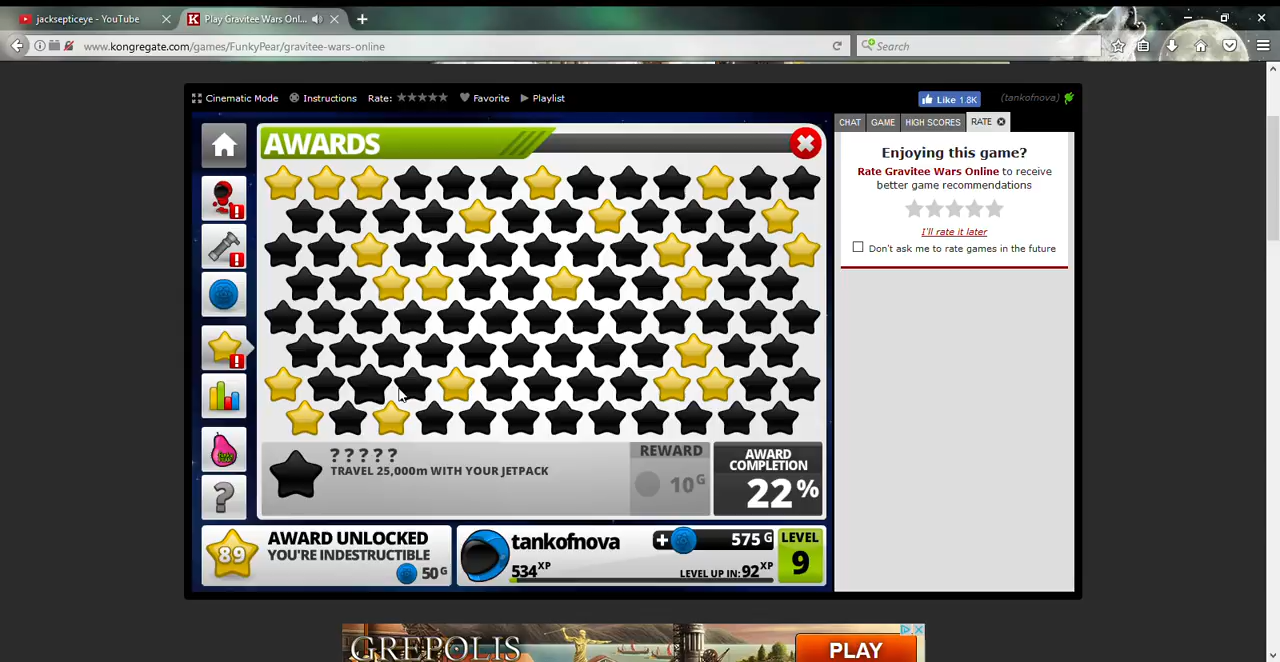 jacksepticeye - YouTube
Play Gravitee Wars Onl...
www.kongregate.com/games/FunkyPear/gravitee-wars-online
Search
Cinematic Mode
Instructions
Rate:
Favorite
Playlist
Like 1.8K
(tankofnova)
CHAT
GAME
HIGH SCORES
RATE
AWARDS
Enjoying this game?
Rate Gravitee Wars Online to receive
better game recommendations
I'll rate it later
Don't ask me to rate games in the future
? ? ? ? ?
TRAVEL 25,000m WITH YOUR JETPACK
REWARD
10G
AWARD
COMPLETION
22%
89
AWARD UNLOCKED
YOU'RE INDESTRUCTIBLE
50G
tankofnova
575 G
534XP
LEVEL UP IN: 92XP
LEVEL
9
GREPOLIS
PLAY